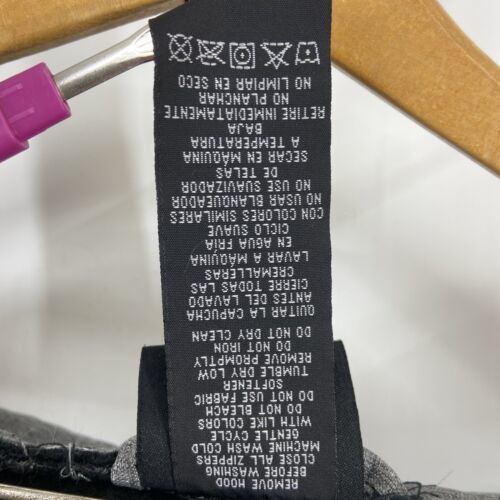 REMOVE HOOD
BEFORE WASHING
CLOSE ALL ZIPPERS
MACHINE WASH COLD
GENTLE CYCLE
WITH LIKE COLORS
DO NOT BLEACH
DO NOT USE FABRIC
SOFTENER
TUMBLE DRY LOW
REMOVE PROMPTLY
DO NOT IRON
DO NOT DRY CLEAN
QUITAR LA CAPUCHA
ANTES DEL LAVADO
CIERRE TODAS LAS
CREMALLERAS
LAVAR A MÁQUINA
EN AGUA FRÍA
CICLO SUAVE
CON COLORES SIMILARES
NO USAR BLANQUEADOR
NO USE SUAVIZADOR
DE TELAS
SECAR EN MÁQUINA
A TEMPERATURA
BAJA
RETIRE INMEDIATAMENTE
NO PLANCHAR
NO LIMPIAR EN SECO